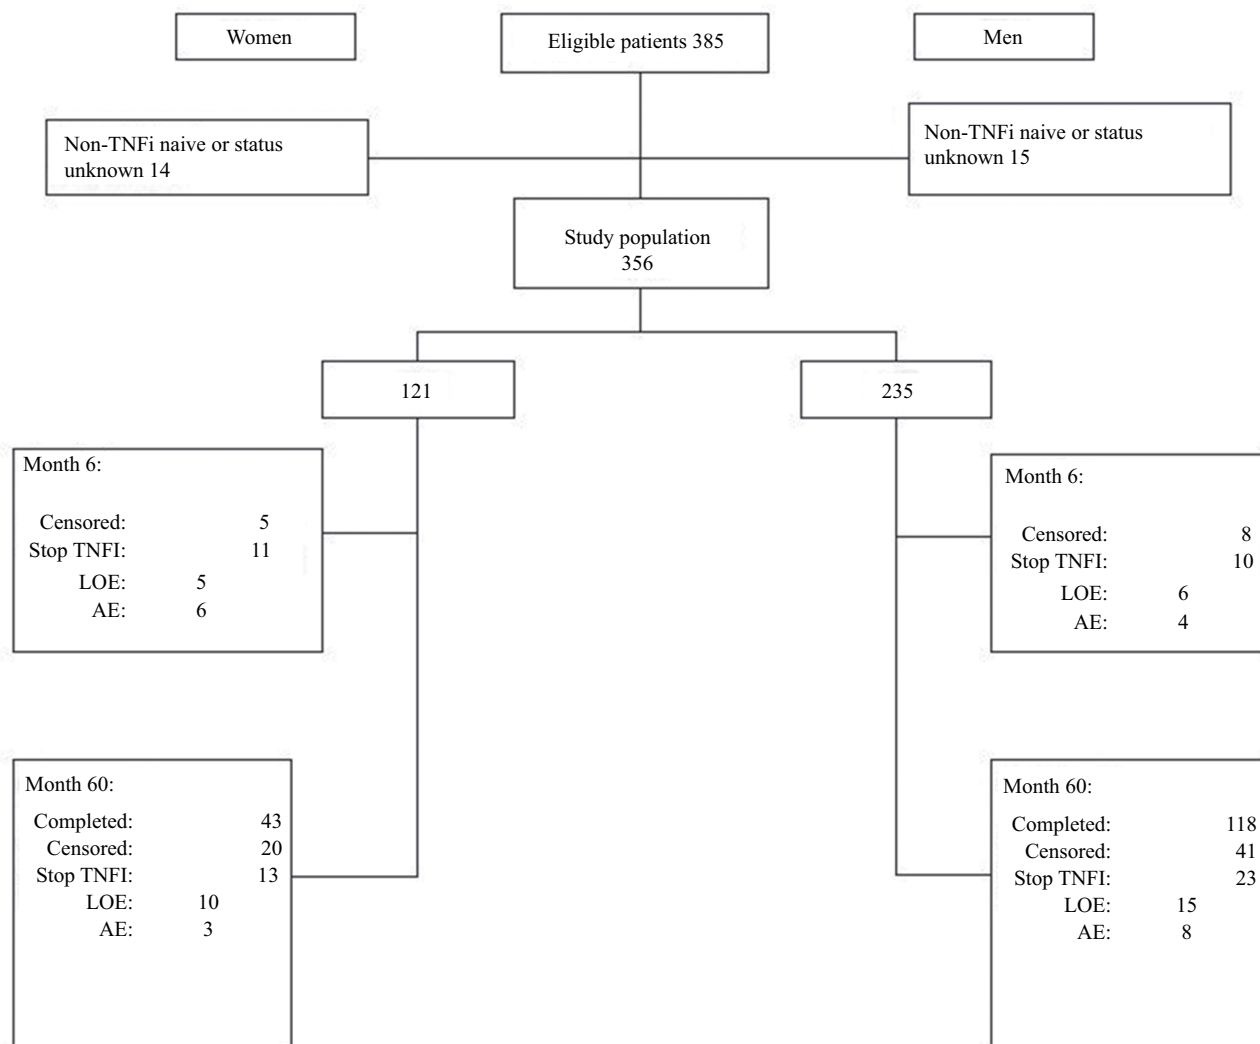 Women
Eligible patients 385
Men
Non-TNFi naive or status
unknown 14
Non-TNFi naive or status
unknown 15
Study population
356
121
235
Month 6:
Censored: 5
Stop TNFI: 11
LOE: 5
AE: 6
Month 6:
Censored: 8
Stop TNFI: 10
LOE: 6
AE: 4
Month 60:
Completed: 43
Censored: 20
Stop TNFI: 13
LOE: 10
AE: 3
Month 60:
Completed: 118
Censored: 41
Stop TNFI: 23
LOE: 15
AE: 8